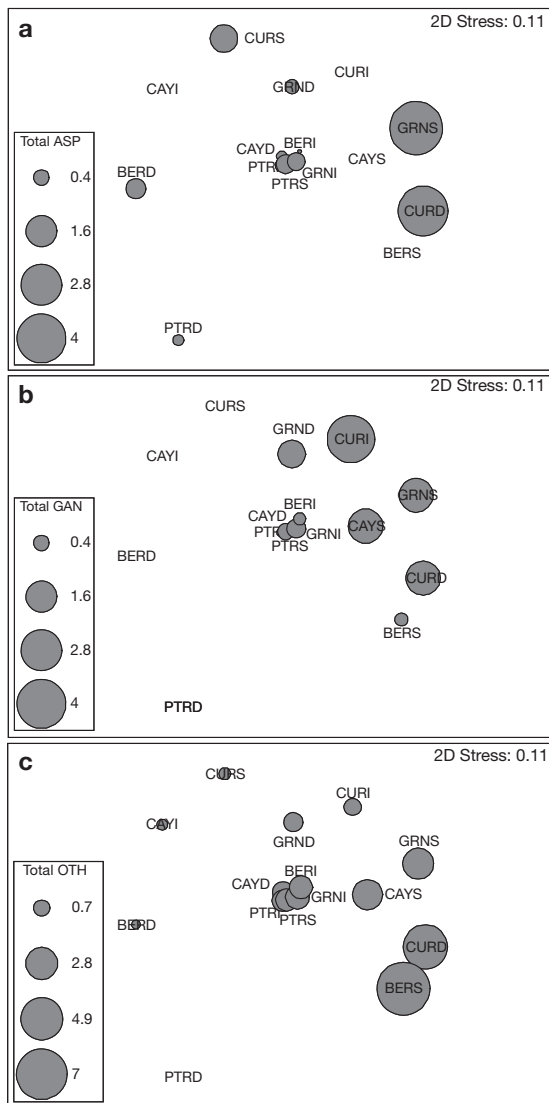 a
2D Stress: 0.11
CURS
CURI
CAYI
GRND
Total ASP
GRNS
BERI
CAYD
CAYS
PTRI
GRNI
BERD
0.4
PTRS
CURD
1.6
BERS
2.8
PTRD
4
b
2D Stress: 0.11
CURS
GRND
CURI
CAYI
Total GAN
GRNS
BERI
CAYD
CAYS
PTRI
GRNI
0.4
PTRS
BERD
CURD
1.6
BERS
2.8
4
PTRD
c
2D Stress: 0.11
CURS
CURI
CAYI
GRND
GRNS
Total OTH
BERI
CAYD
GRNI
CAYS
0.7
PTRI
PTRS
BERD
CURD
2.8
BERS
4.9
7
PTRD